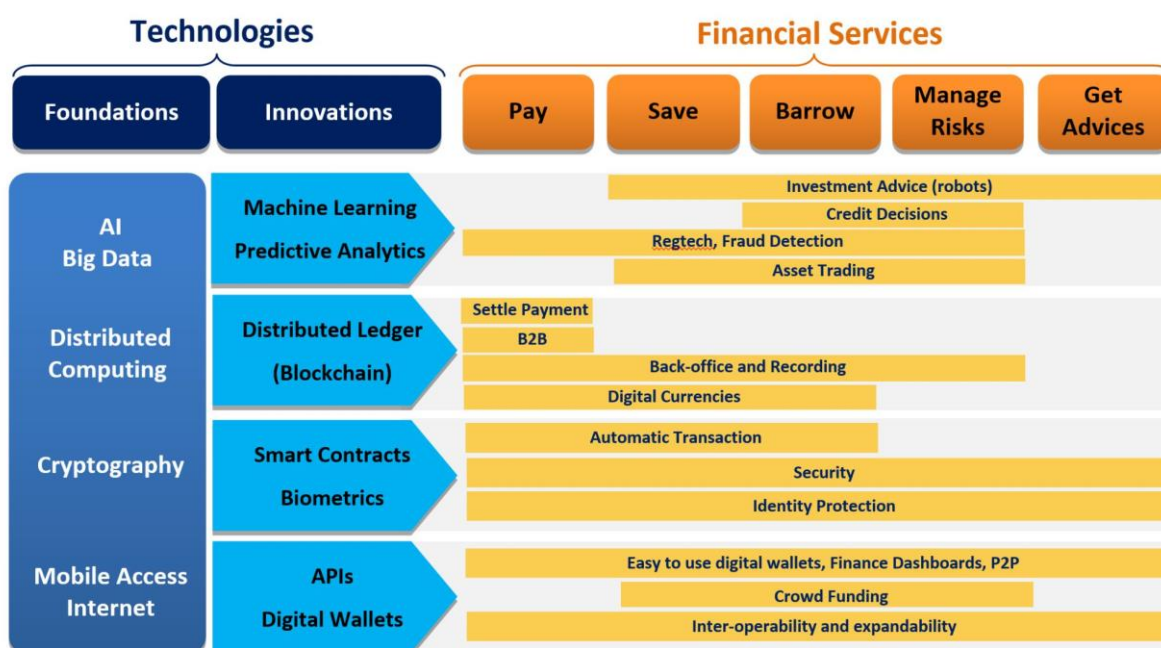 Technologies
Financial Services
Foundations
Innovations
Pay
Save
Barrow
Manage
Risks
Get
Advices
AI
Big Data
Machine Learning
Predictive Analytics
Investment Advice (robots)
Credit Decisions
Regtech, Fraud Detection
Asset Trading
Distributed
Computing
Distributed Ledger
(Blockchain)
Settle Payment
B2B
Back-office and Recording
Digital Currencies
Cryptography
Smart Contracts
Biometrics
Automatic Transaction
Security
Identity Protection
Mobile Access
Internet
APIs
Digital Wallets
Easy to use digital wallets, Finance Dashboards, P2P
Crowd Funding
Inter-operability and expandability